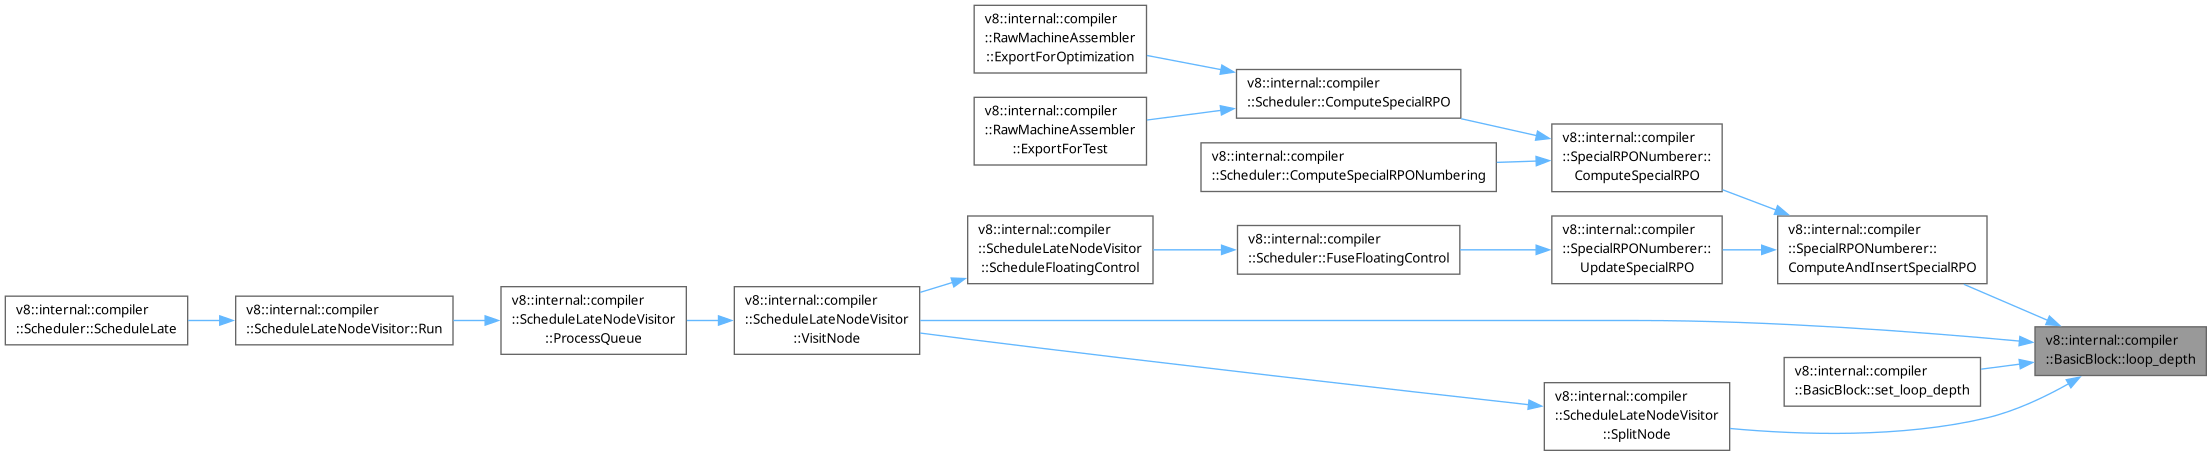 v8::internal::compiler
::RawMachineAssembler
::ExportForOptimization
v8::internal::compiler
::Scheduler::ComputeSpecialRPO
v8::internal::compiler
::RawMachineAssembler
::ExportForTest
v8::internal::compiler
::SpecialRPONumberer::
ComputeSpecialRPO
v8::internal::compiler
::Scheduler::ComputeSpecialRPONumbering
v8::internal::compiler
::ScheduleLateNodeVisitor
::ScheduleFloatingControl
v8::internal::compiler
::Scheduler::FuseFloatingControl
v8::internal::compiler
::SpecialRPONumberer::
UpdateSpecialRPO
v8::internal::compiler
::SpecialRPONumberer::
ComputeAndInsertSpecialRPO
v8::internal::compiler
::Scheduler::ScheduleLate
v8::internal::compiler
::ScheduleLateNodeVisitor::Run
v8::internal::compiler
::ScheduleLateNodeVisitor
::ProcessQueue
v8::internal::compiler
::ScheduleLateNodeVisitor
::VisitNode
v8::internal::compiler
::BasicBlock::loop_depth
v8::internal::compiler
::BasicBlock::set_loop_depth
v8::internal::compiler
::ScheduleLateNodeVisitor
::SplitNode